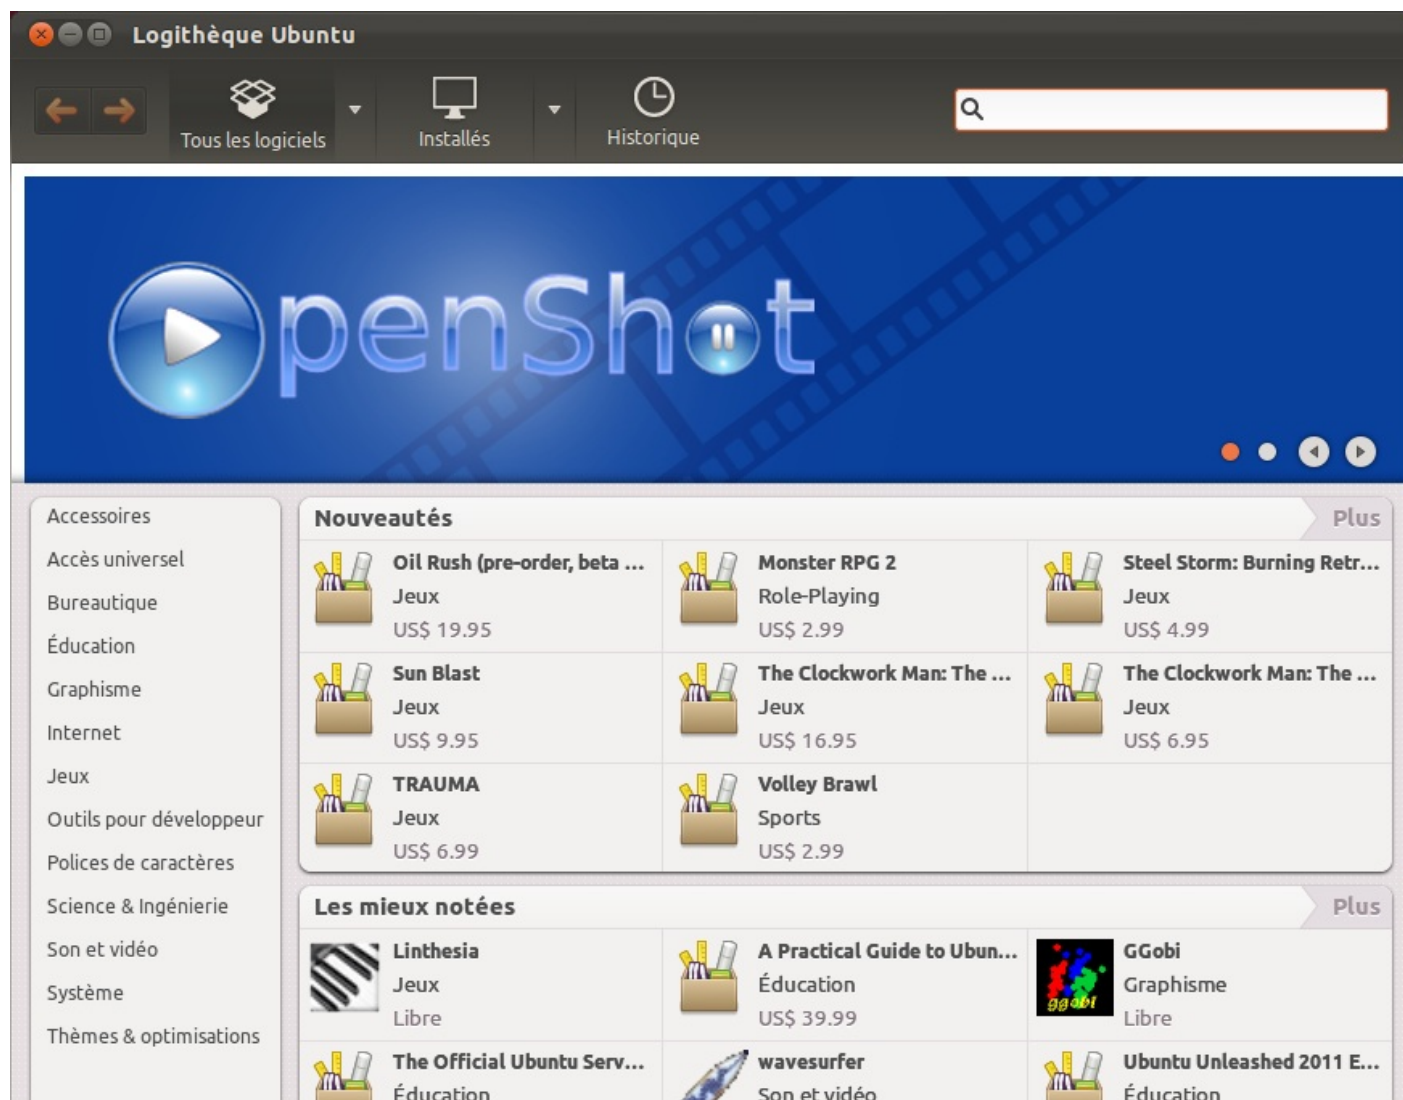 Logithèque Ubuntu
Tous les logiciels
Installés
Historique
OpenShot
Accessoires
Accès universel
Bureautique
Éducation
Graphisme
Internet
Jeux
Outils pour développeur
Polices de caractères
Science & Ingénierie
Son et vidéo
Système
Thèmes & optimisations
Nouveautés
Plus
Oil Rush (pre-order, beta ...
Jeux
US$ 19.95
Monster RPG 2
Role-Playing
US$ 2.99
Steel Storm: Burning Retr...
Jeux
US$ 4.99
Sun Blast
Jeux
US$ 9.95
The Clockwork Man: The ...
Jeux
US$ 16.95
The Clockwork Man: The ...
Jeux
US$ 6.95
TRAUMA
Jeux
US$ 6.99
Volley Brawl
Sports
US$ 2.99
Les mieux notées
Plus
Linthesia
Jeux
Libre
A Practical Guide to Ubun...
Éducation
US$ 39.99
ggobi
GGobi
Graphisme
Libre
The Official Ubuntu Serv...
Éducation
wavesurfer
Son et vidéo
Ubuntu Unleashed 2011 E...
Éducation